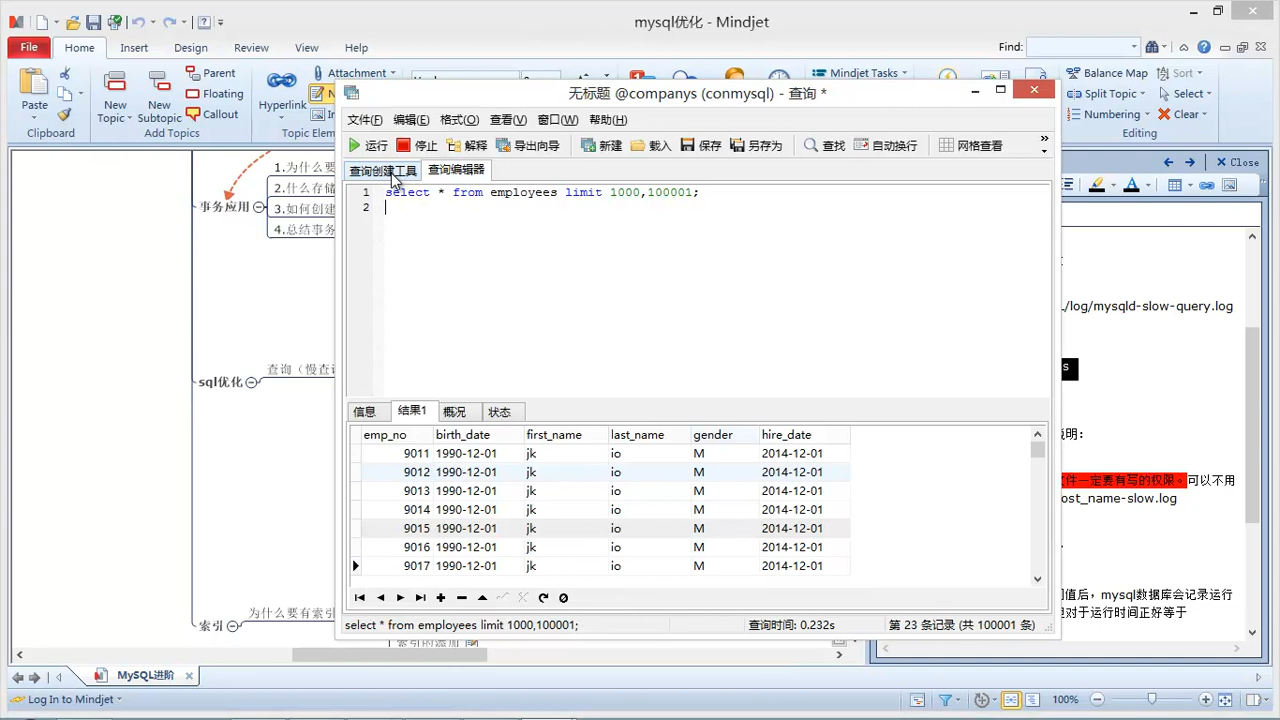 mysql优化 - Mindjet
File
Home
Insert
Design
Review
View
Help
Find:
Paste
Clipboard
New
Topic
New
Subtopic
Parent
Floating
Callout
Add Topics
Hyperlink
Attachment
Topic
Mindjet Tasks
Balance Map
Split Topic
Numbering
Sort
Select
Clear
Editing
Close
1.为什么要
2.什么存储
事务应用
3.如何创建
4.总结事务
sql优化
查询（慢查
为什么要有索引
索引
索引的添加
无标题 @companys (conmysql) - 查询 *
文件(F) 编辑(E) 格式(O) 查看(V) 窗口(W) 帮助(H)
运行 停止 解释 导出向导 新建 载入 保存 另存为 查找 自动换行 网格查看
查询创建工具 查询编辑器
1 select * from employees limit 1000,100001;
2
信息 结果1 概况 状态
emp_no birth_date first_name last_name gender hire_date
9011 1990-12-01 jk io M 2014-12-01
9012 1990-12-01 jk io M 2014-12-01
9013 1990-12-01 jk io M 2014-12-01
9014 1990-12-01 jk io M 2014-12-01
9015 1990-12-01 jk io M 2014-12-01
9016 1990-12-01 jk io M 2014-12-01
9017 1990-12-01 jk io M 2014-12-01
select * from employees limit 1000,100001; 查询时间: 0.232s 第 23 条记录 (共 100001 条)
/log/mysqld-slow-query.log
s
明：
件一定要有写的权限。可以不用
ost_name-slow.log
值后，mysql数据库会记录运行
但对于运行时间正好等于
MySQL进阶
Log In to Mindjet
100%